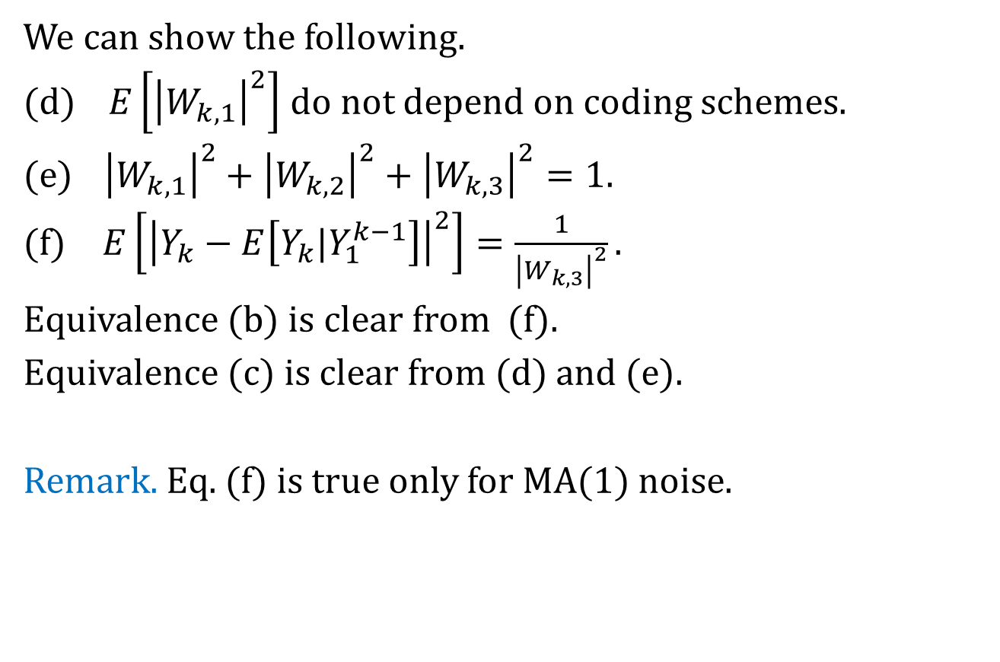 We can show the following.
(d) $E\left[\left|W_{k,1}\right|^2\right]$ do not depend on coding schemes.
(e) $\left|W_{k,1}\right|^2 + \left|W_{k,2}\right|^2 + \left|W_{k,3}\right|^2 = 1.$
(f) $E\left[\left|Y_k - E\left[Y_k|Y_1^{k-1}\right]\right|^2\right] = \frac{1}{\left|W_{k,3}\right|^2}.$
Equivalence (b) is clear from (f).
Equivalence (c) is clear from (d) and (e).
Remark. Eq. (f) is true only for MA(1) noise.